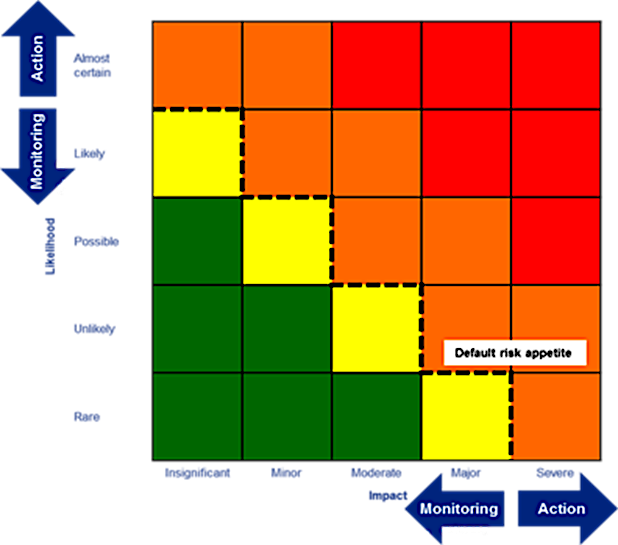 Action
Almost
certain
Monitoring
Likely
Likelihood
Possible
Unlikely
Default risk appetite
Rare
Insignificant
Minor
Moderate
Major
Severe
Impact
Monitoring
Action